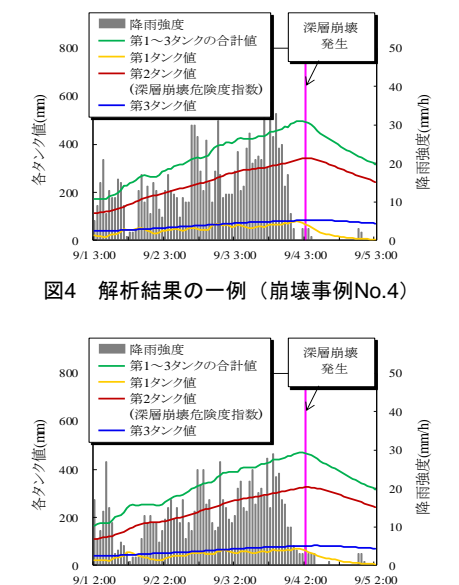 降雨強度
第1～3タンクの合計値
第1タンク値
第2タンク値
(深層崩壊危険度指数)
第3タンク値
深層崩壊
発生
800
600
400
200
0
各タンク値(mm)
50
40
30
20
10
0
降雨強度(mm/h)
9/1 3:00
9/2 3:00
9/3 3:00
9/4 3:00
9/5 3:00
図4 解析結果の一例（崩壊事例No.4）
降雨強度
第1～3タンクの合計値
第1タンク値
第2タンク値
(深層崩壊危険度指数)
第3タンク値
深層崩壊
発生
800
600
400
200
0
各タンク値(mm)
50
40
30
20
10
0
降雨強度(mm/h)
9/1 2:00
9/2 2:00
9/3 2:00
9/4 2:00
9/5 2:00